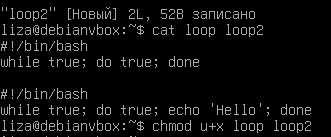 "loop2" [Новый] 2L, 52B записано
liza@debianvbox:~$ cat loop loop2
#!/bin/bash
while true; do true; done

#!/bin/bash
while true; do echo 'Hello'; done
liza@debianvbox:~$ chmod u+x loop loop2